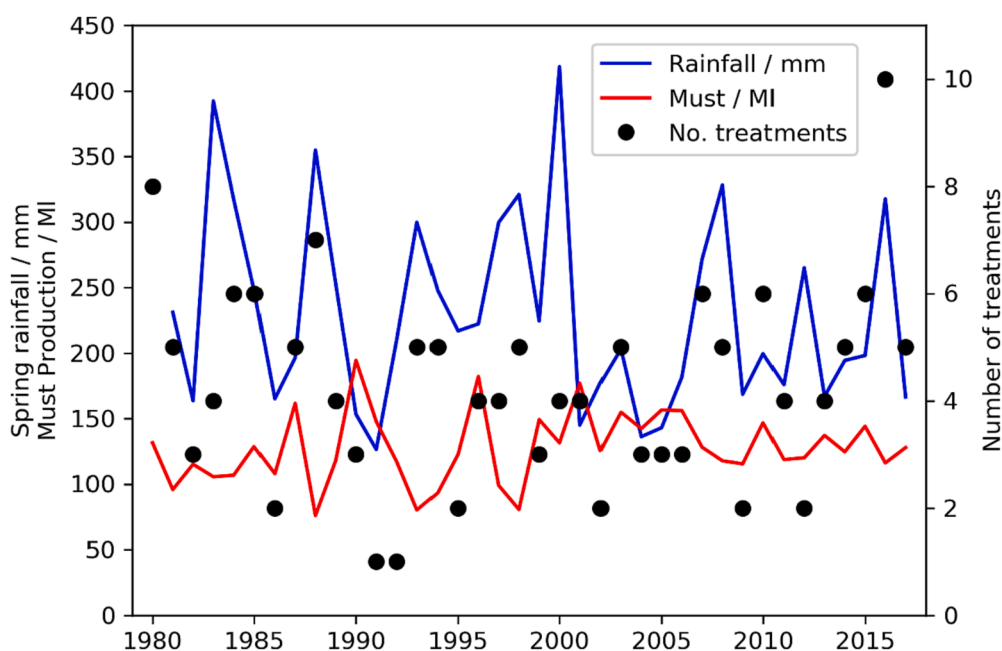 450
400
350
300
250
200
150
100
50
0
Spring rainfall / mm
Must Production / Ml
Rainfall / mm
Must / Ml
No. treatments
10
8
6
4
2
0
Number of treatments
1980 1985 1990 1995 2000 2005 2010 2015